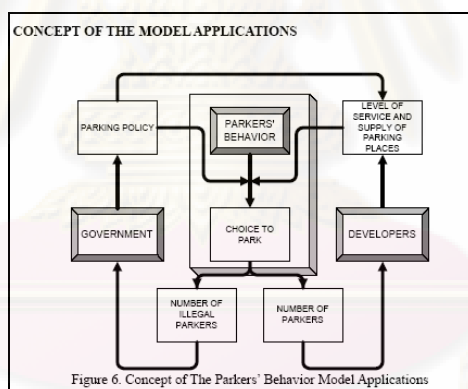 CONCEPT OF THE MODEL APPLICATIONS
PARKING POLICY
PARKERS'
BEHAVIOR
LEVEL OF
SERVICE AND
SUPPLY OF
PARKING
PLACES
GOVERNMENT
CHOICE TO
PARK
DEVELOPERS
NUMBER OF
ILLEGAL
PARKERS
NUMBER OF
PARKERS
Figure 6. Concept of The Parkers' Behavior Model Applications